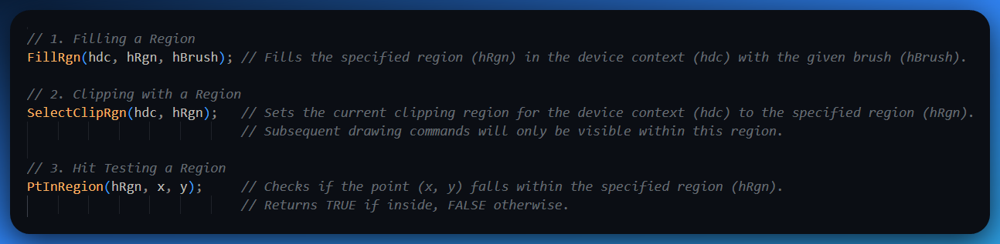 // 1. Filling a Region
FillRgn(hdc, hRgn, hBrush); // Fills the specified region (hRgn) in the device context (hdc) with the given brush (hBrush).
// 2. Clipping with a Region
SelectClipRgn(hdc, hRgn);   // Sets the current clipping region for the device context (hdc) to the specified region (hRgn).
                            // Subsequent drawing commands will only be visible within this region.
// 3. Hit Testing a Region
PtInRegion(hRgn, x, y);     // Checks if the point (x, y) falls within the specified region (hRgn).
                            // Returns TRUE if inside, FALSE otherwise.